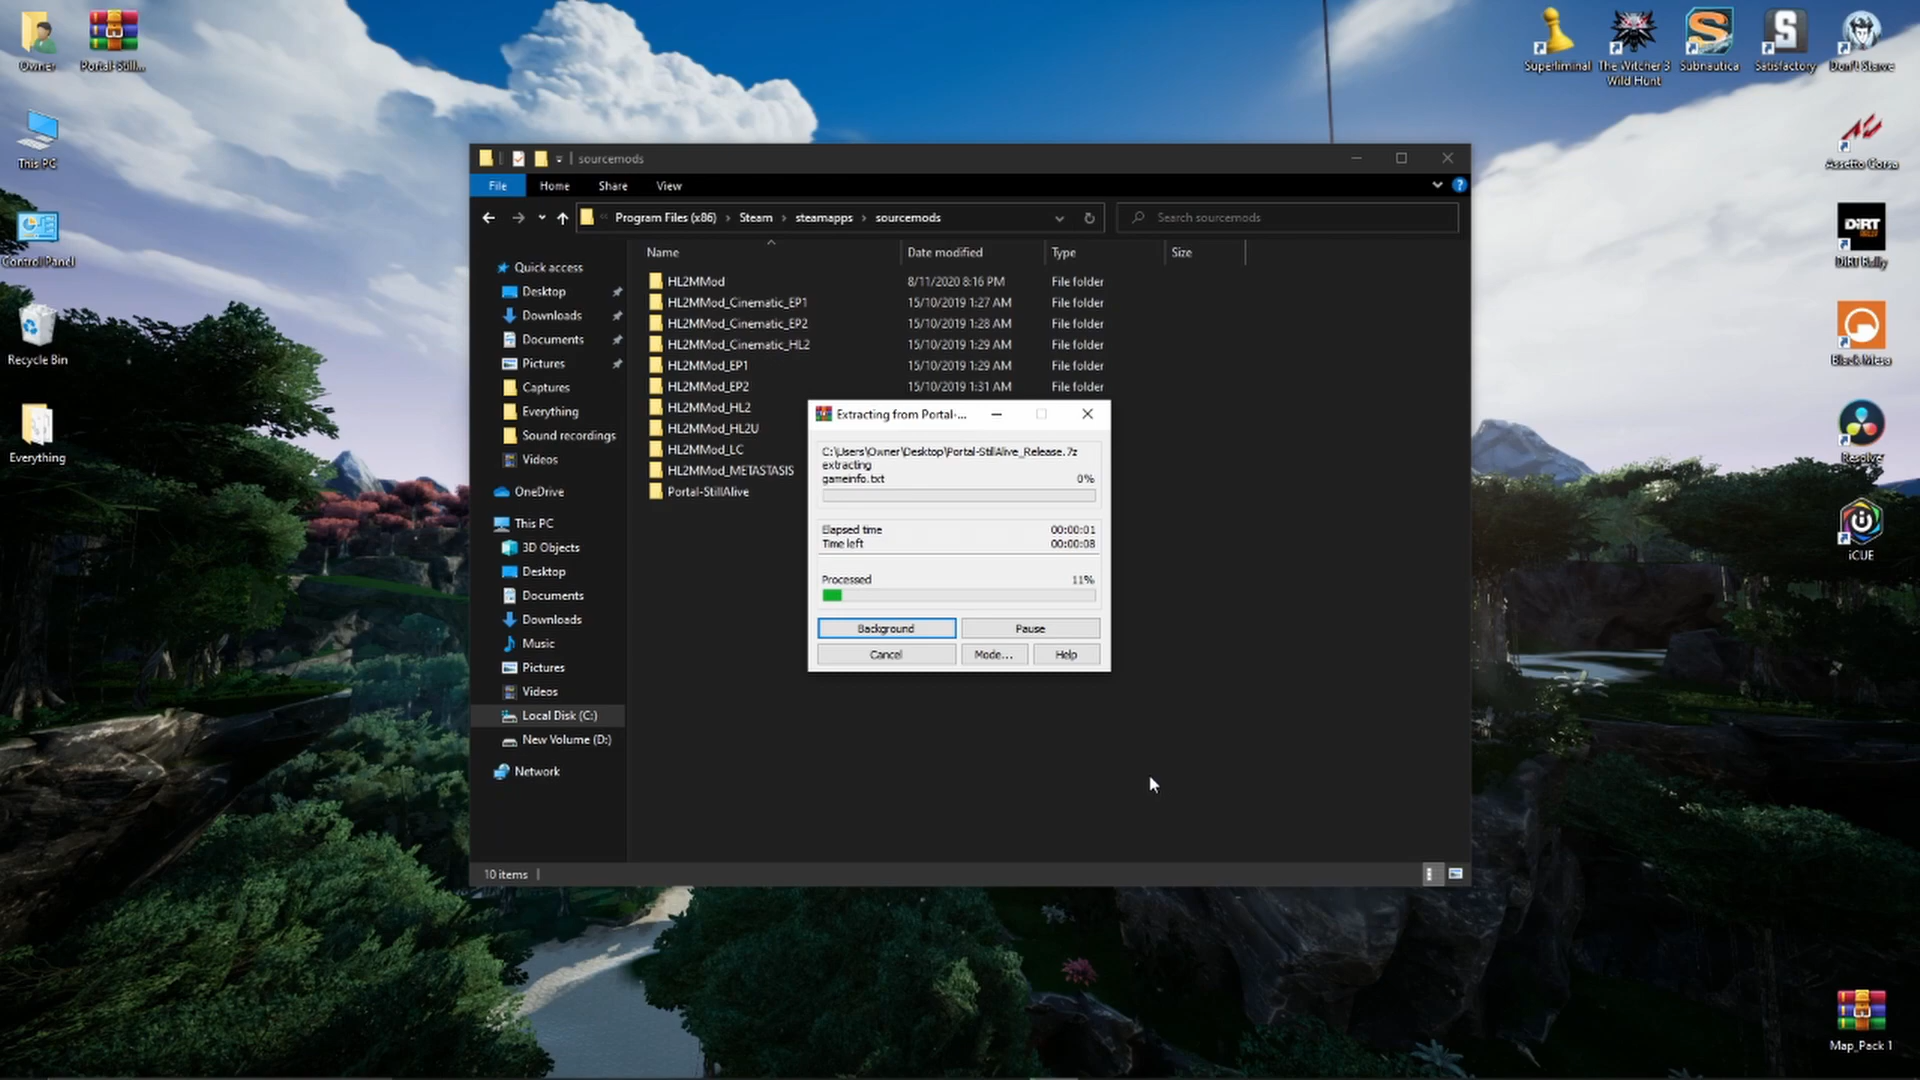 Owner
Portal-Still...
This PC
Control Panel
Recycle Bin
Everything
Superliminal
The Witcher 3
Wild Hunt
Subnautica
Satisfactory
Don't Starve
Assetto Corsa
DiRT
DiRT Rally
Black Mesa
Resolve
iCUE
Map_Pack 1
sourcemods
File Home Share View
« Program Files (x86) › Steam › steamapps › sourcemods
Search sourcemods
Name Date modified Type Size
Quick access
Desktop
Downloads
Documents
Pictures
Captures
Everything
Sound recordings
Videos
OneDrive
This PC
3D Objects
Desktop
Documents
Downloads
Music
Pictures
Videos
Local Disk (C:)
New Volume (D:)
Network
HL2MMod 8/11/2020 8:16 PM File folder
HL2MMod_Cinematic_EP1 15/10/2019 1:27 AM File folder
HL2MMod_Cinematic_EP2 15/10/2019 1:28 AM File folder
HL2MMod_Cinematic_HL2 15/10/2019 1:29 AM File folder
HL2MMod_EP1 15/10/2019 1:29 AM File folder
HL2MMod_EP2 15/10/2019 1:31 AM File folder
HL2MMod_HL2
HL2MMod_HL2U
HL2MMod_LC
HL2MMod_METASTASIS
Portal-StillAlive
Extracting from Portal-...
C:\Users\Owner\Desktop\Portal-StillAlive_Release.7z
extracting
gameinfo.txt 0%
Elapsed time 00:00:01
Time left 00:00:08
Processed 11%
Background Pause
Cancel Mode... Help
10 items